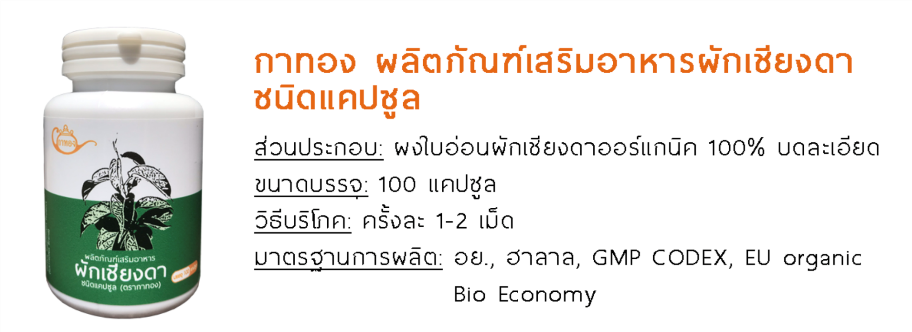 กาทอง ผลิตภัณฑ์เสริมอาหารผักเชียงดา
ชนิดแคปซูล
ส่วนประกอบ: ผงใบอ่อนผักเชียงดาออร์แกนิค 100% บดละเอียด
ขนาดบรรจุ: 100 แคปซูล
วิธีบริโภค: ครั้งละ 1-2 เม็ด
มาตรฐานการผลิต: อย., ฮาลาล, GMP CODEX, EU organic
Bio Economy
กาทอง
ผลิตภัณฑ์เสริมอาหาร
ผักเชียงดา
ชนิดแคปซูล (ตรากาทอง)